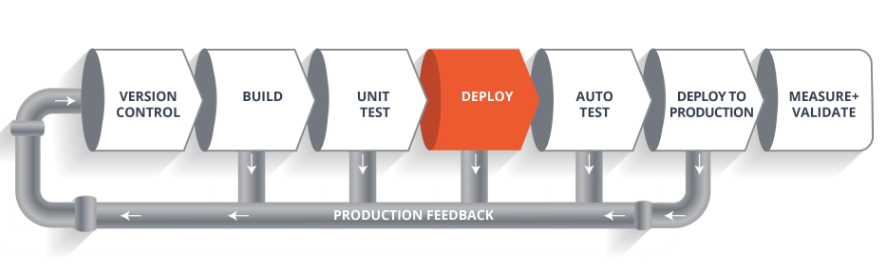 VERSION
CONTROL
BUILD
UNIT
TEST
DEPLOY
AUTO
TEST
DEPLOY TO
PRODUCTION
MEASURE+
VALIDATE
PRODUCTION FEEDBACK